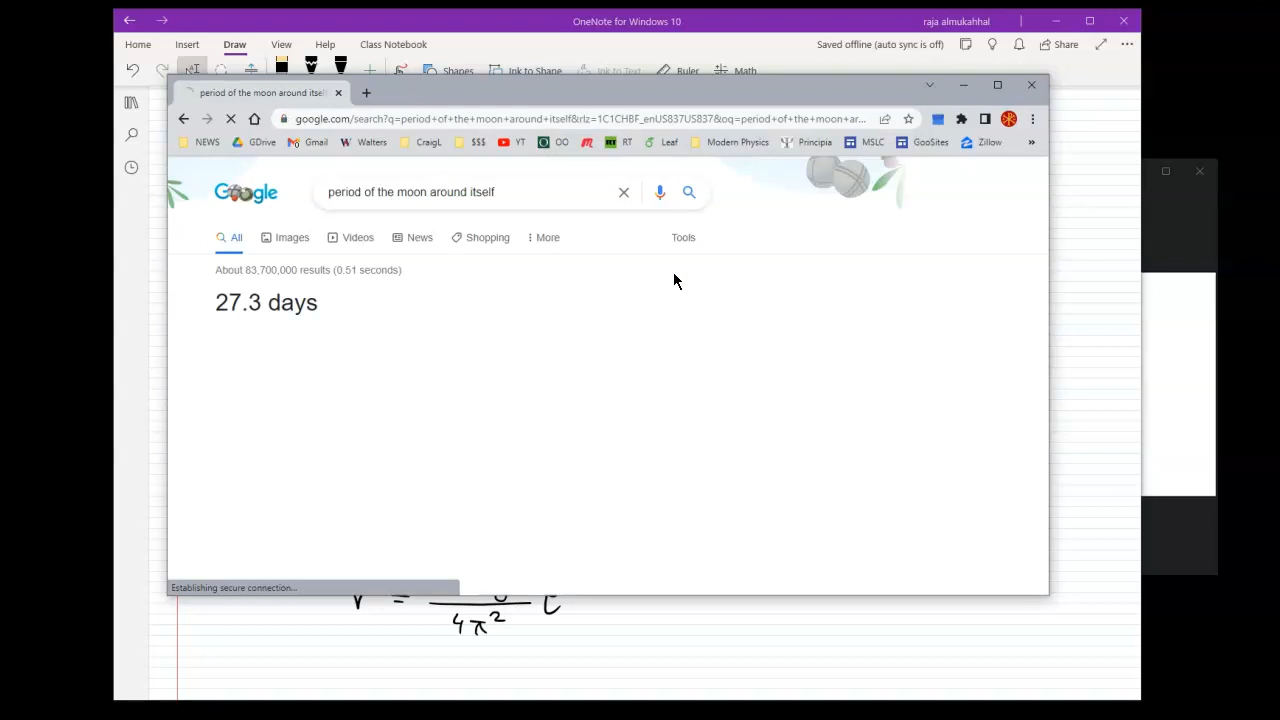 OneNote for Windows 10
raja almukahhal
Home Insert Draw View Help Class Notebook
Saved offline (auto sync is off) Share
Shapes Ink to Shape Ink to Text Ruler Math
period of the moon around itself
google.com/search?q=period+of+the+moon+around+itself&rlz=1C1CHBF_enUS837US837&oq=period+of+the+moon+ar...
NEWS GDrive Gmail Walters CraigL $$$ YT OO RT Leaf Modern Physics Principia MSLC GooSites Zillow »
Google period of the moon around itself
All Images Videos News Shopping More Tools
About 83,700,000 results (0.51 seconds)
27.3 days
Establishing secure connection...
4π²